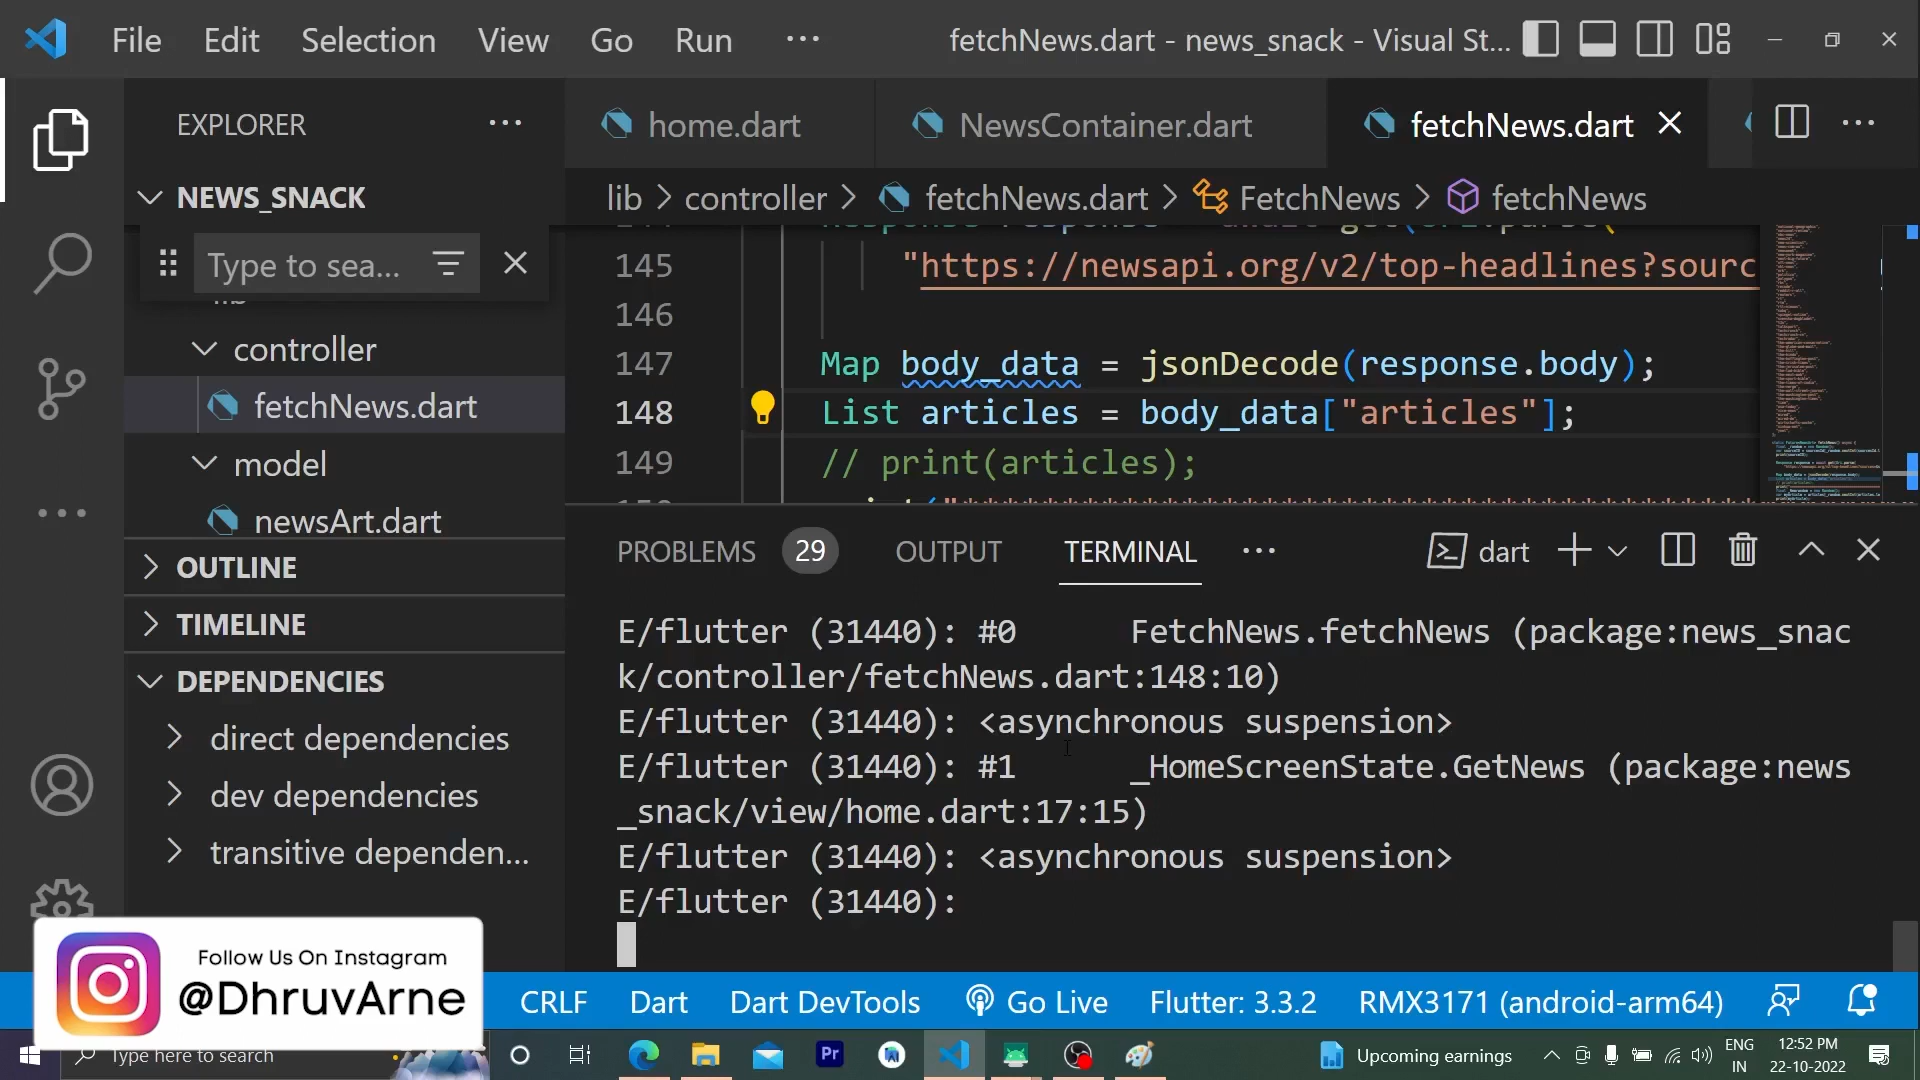 File Edit Selection View Go Run ··· fetchNews.dart - news_snack - Visual St...
EXPLORER
home.dart NewsContainer.dart fetchNews.dart
NEWS_SNACK
lib > controller > fetchNews.dart > FetchNews > fetchNews
Type to sea...
lib
controller
fetchNews.dart
model
newsArt.dart
OUTLINE
TIMELINE
DEPENDENCIES
direct dependencies
dev dependencies
transitive dependen...
145 "https://newsapi.org/v2/top-headlines?sourc
146
147 Map body_data = jsonDecode(response.body);
148 List articles = body_data["articles"];
149 // print(articles);
PROBLEMS 29 OUTPUT TERMINAL ··· dart
E/flutter (31440): #0      FetchNews.fetchNews (package:news_snac
k/controller/fetchNews.dart:148:10)
E/flutter (31440): <asynchronous suspension>
E/flutter (31440): #1      _HomeScreenState.GetNews (package:news
_snack/view/home.dart:17:15)
E/flutter (31440): <asynchronous suspension>
E/flutter (31440):
Follow Us On Instagram
@DhruvArne
CRLF Dart Dart DevTools Go Live Flutter: 3.3.2 RMX3171 (android-arm64)
Type here to search
Pr
Upcoming earnings
ENG
IN
12:52 PM
22-10-2022